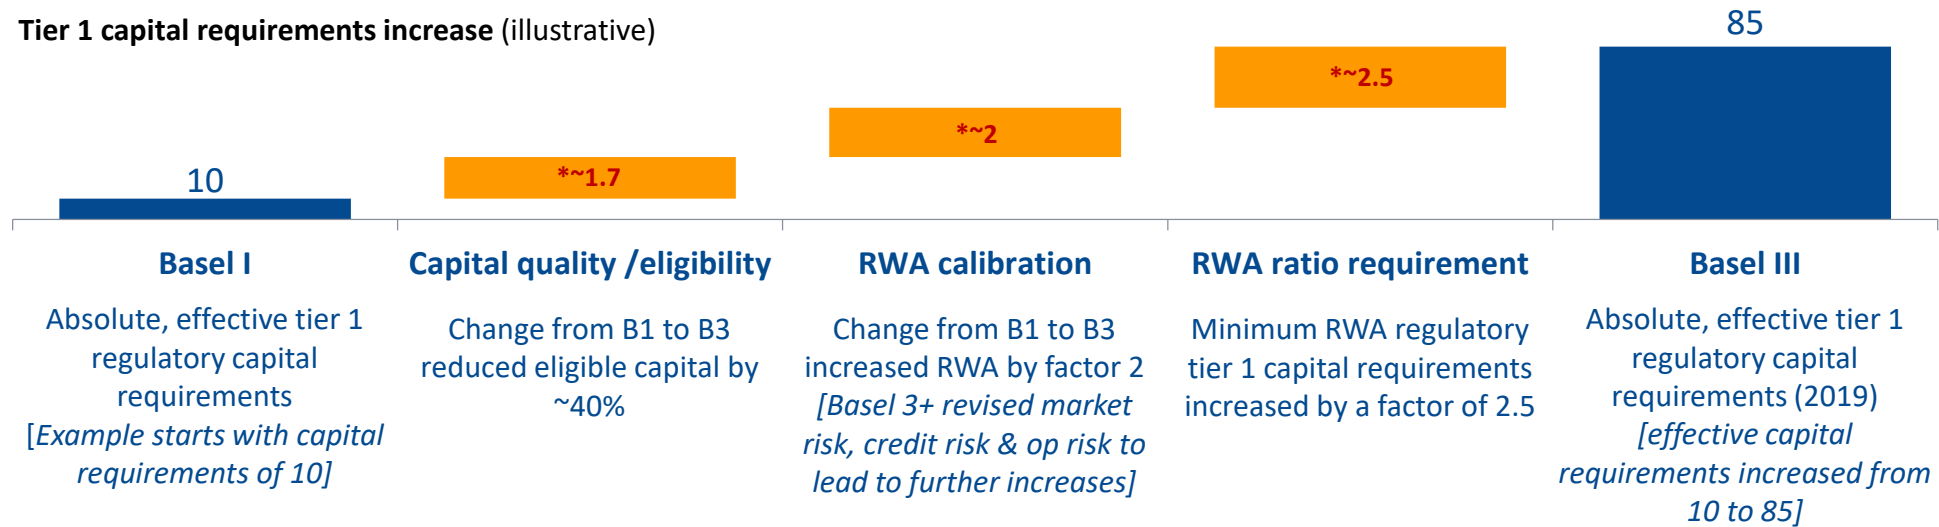 Tier 1 capital requirements increase (illustrative)
10
*~1.7
*~2
*~2.5
85
Basel I
Absolute, effective tier 1
regulatory capital
requirements
[Example starts with capital
requirements of 10]
Capital quality /eligibility
Change from B1 to B3
reduced eligible capital by
~40%
RWA calibration
Change from B1 to B3
increased RWA by factor 2
[Basel 3+ revised market
risk, credit risk & op risk to
lead to further increases]
RWA ratio requirement
Minimum RWA regulatory
tier 1 capital requirements
increased by a factor of 2.5
Basel III
Absolute, effective tier 1
regulatory capital
requirements (2019)
[effective capital
requirements increased from
10 to 85]